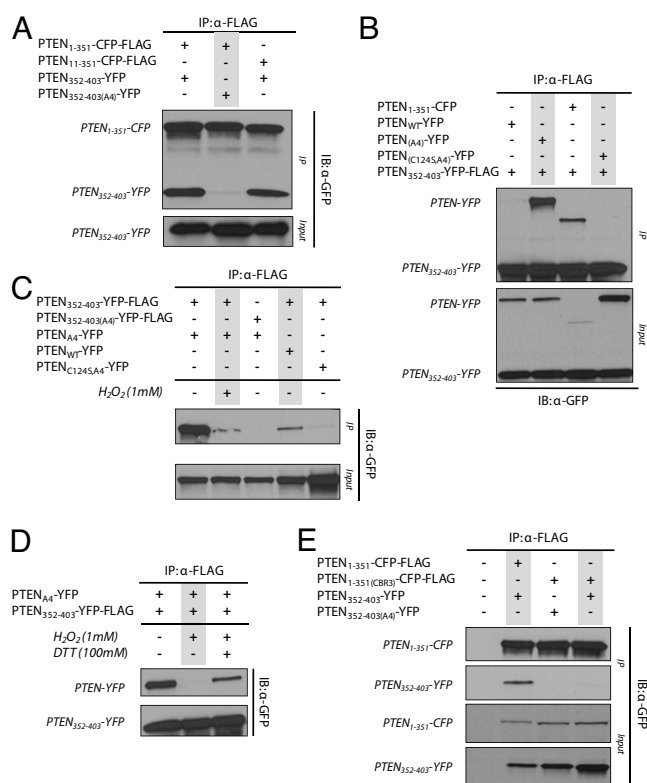 A
IP:α-FLAG
PTEN1-351-CFP-FLAG + + -
PTEN11-351-CFP-FLAG - - +
PTEN352-403-YFP + - +
PTEN352-403(A4)-YFP - + -
PTEN1-351-CFP
PTEN352-403-YFP
IP
PTEN352-403-YFP
Input
IB:α-GFP
B
IP:α-FLAG
PTEN1-351-CFP - - + -
PTENWT-YFP + - - -
PTEN(A4)-YFP - + - -
PTEN(C124S,A4)-YFP - - - +
PTEN352-403-YFP-FLAG + + + +
PTEN-YFP
PTEN352-403-YFP
IP
PTEN-YFP
PTEN352-403-YFP
Input
IB:α-GFP
C
IP:α-FLAG
PTEN352-403-YFP-FLAG + + - + +
PTEN352-403(A4)-YFP-FLAG - - + - -
PTENA4-YFP + + + - -
PTENWT-YFP - - - + -
PTENC124S,A4-YFP - - - - +
H2O2 (1mM) - + - - -
IP
Input
IB:α-GFP
D
IP:α-FLAG
PTENA4-YFP + + +
PTEN352-403-YFP-FLAG + + +
H2O2 (1mM) - + +
DTT (100mM) - - +
PTEN-YFP
PTEN352-403-YFP
IB:α-GFP
E
IP:α-FLAG
PTEN1-351-CFP-FLAG - + - -
PTEN1-351(CBR3)-CFP-FLAG - - + +
PTEN352-403-YFP - + - +
PTEN352-403(A4)-YFP - - + -
PTEN1-351-CFP
PTEN352-403-YFP
IP
PTEN1-351-CFP
PTEN352-403-YFP
Input
IB:α-GFP